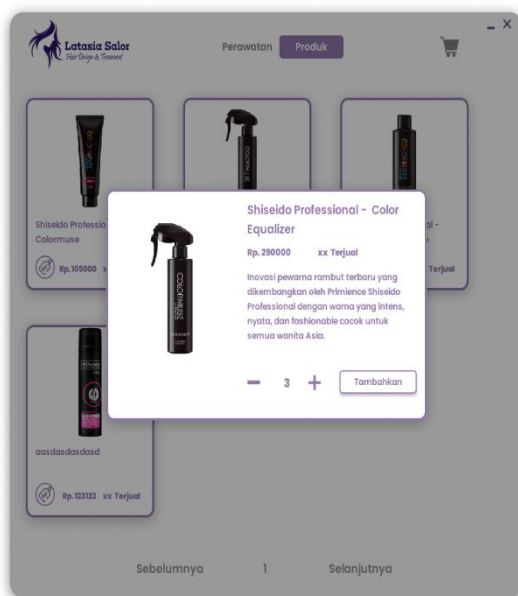 Latasia Salon
Hair Design & Treatment
Perawatan
Produk
Shiseido Professio
Calormuse
Rp. 105000
al -
Terjual
Shiseido Professional - Color
Equalizer
Rp. 290000 xx Terjual
Inovasi pewarna rambut terbaru yang
dikembangkan oleh Primience Shiseido
Professional dengan warna yang intens,
nyata, dan fashionable cocok untuk
semua wanita Asia.
3
Tambahkan
COLORMUSE
aasdasdasdasd
Rp. 123123 xx Terjual
Sebelumnya 1 Selanjutnya